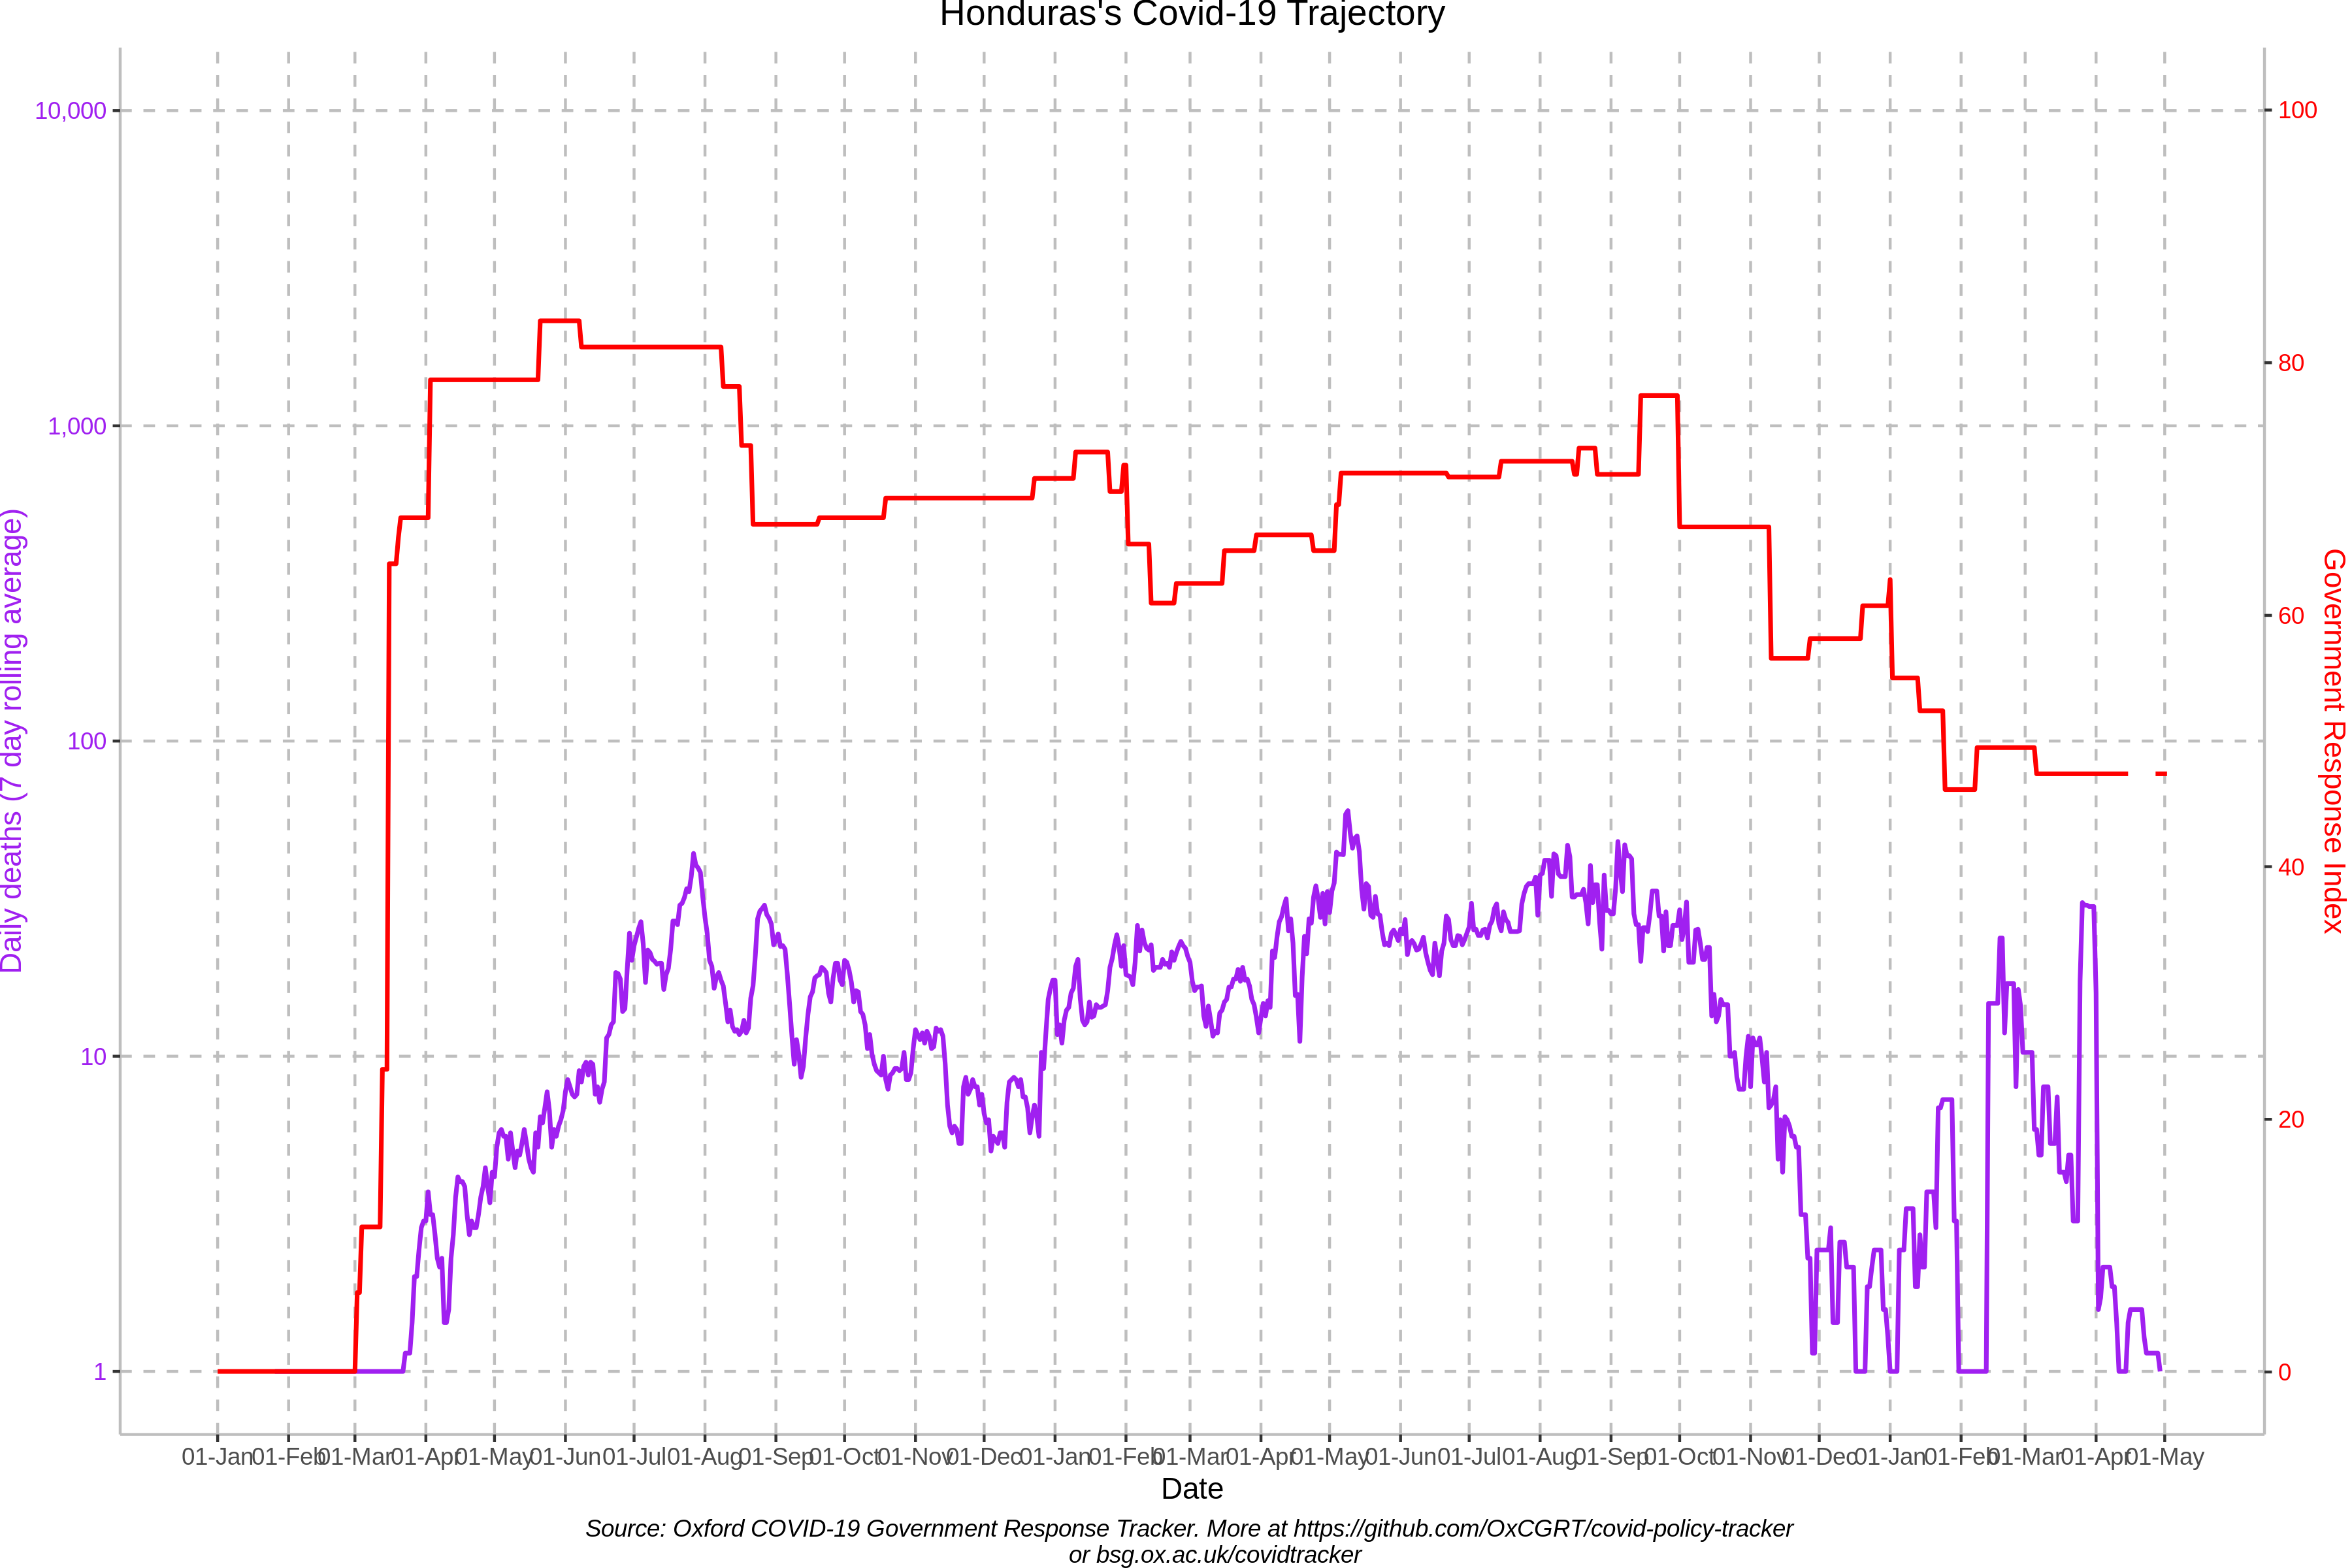 Honduras's Covid-19 Trajectory
10,000
1,000
100
10
1
Daily deaths (7 day rolling average)
100
80
60
40
20
0
Government Response Index
01-Jan 01-Feb 01-Mar 01-Apr 01-May 01-Jun 01-Jul 01-Aug 01-Sep 01-Oct 01-Nov 01-Dec 01-Jan 01-Feb 01-Mar 01-Apr 01-May 01-Jun 01-Jul 01-Aug 01-Sep 01-Oct 01-Nov 01-Dec 01-Jan 01-Feb 01-Mar 01-Apr 01-May
Date
Source: Oxford COVID-19 Government Response Tracker. More at https://github.com/OxCGRT/covid-policy-tracker
or bsg.ox.ac.uk/covidtracker